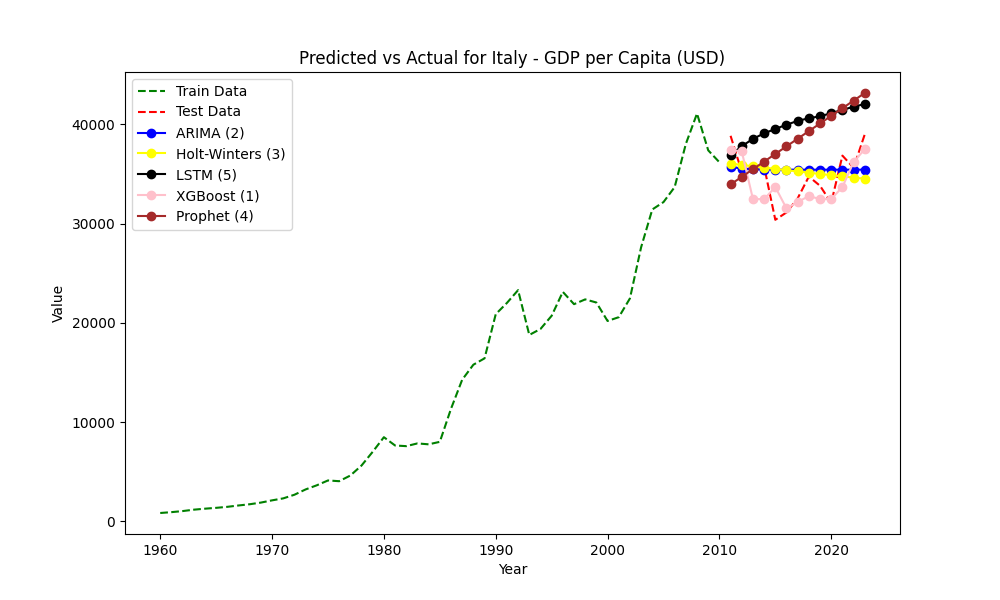 Predicted vs Actual for Italy - GDP per Capita (USD)
Train Data
Test Data
ARIMA (2)
Holt-Winters (3)
LSTM (5)
XGBoost (1)
Prophet (4)
40000
30000
20000
10000
0
Value
1960 1970 1980 1990 2000 2010 2020
Year